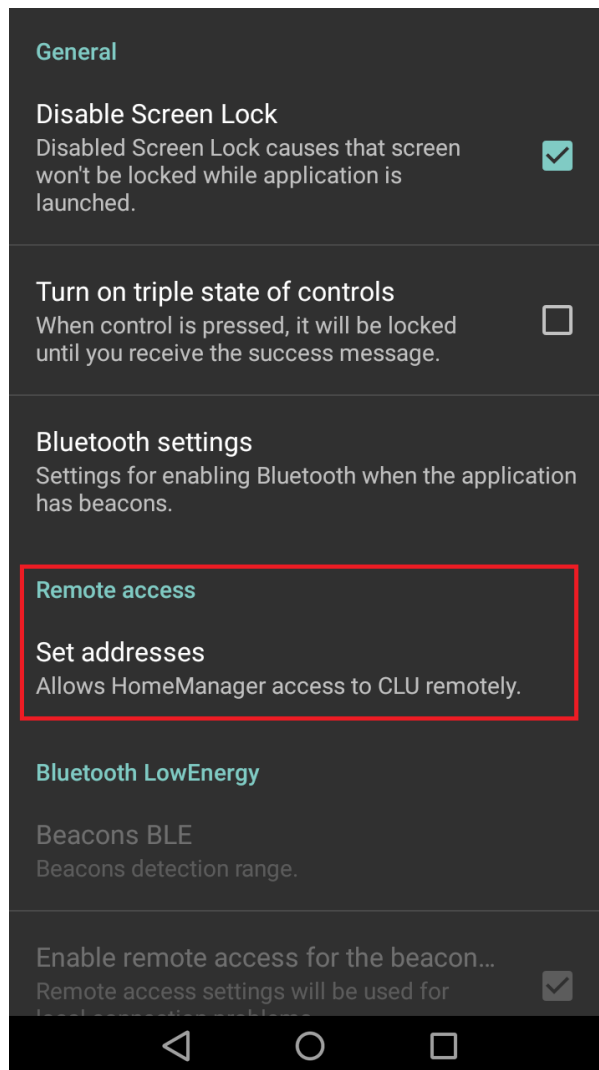 General
Disable Screen Lock
Disabled Screen Lock causes that screen
won't be locked while application is
launched.
Turn on triple state of controls
When control is pressed, it will be locked
until you receive the success message.
Bluetooth settings
Settings for enabling Bluetooth when the application
has beacons.
Remote access
Set addresses
Allows HomeManager access to CLU remotely.
Bluetooth LowEnergy
Beacons BLE
Beacons detection range.
Enable remote access for the beacon...
Remote access settings will be used for
local connection problems.